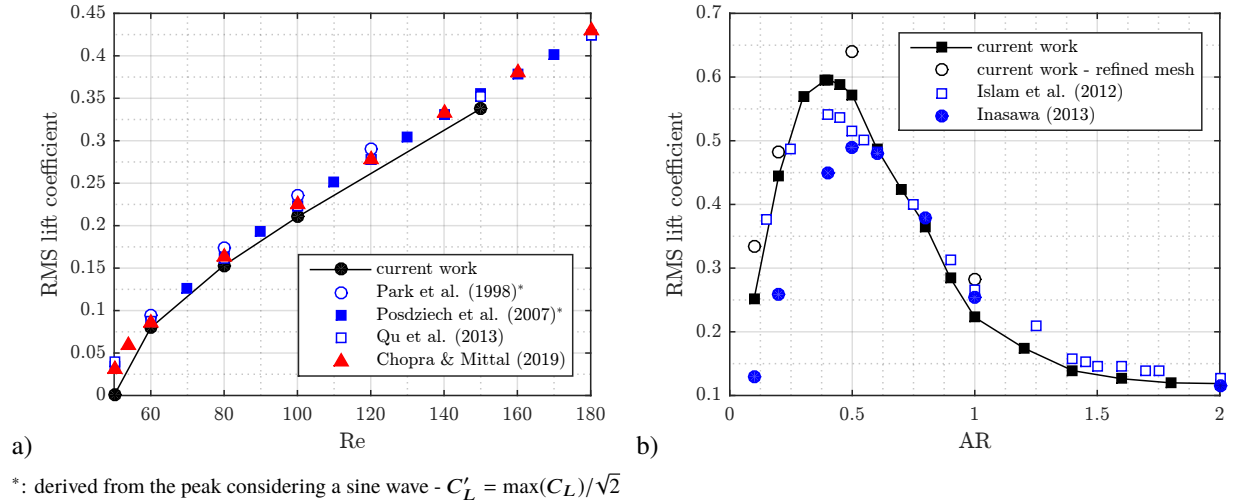 0.45
0.4
0.35
0.3
0.25
0.2
0.15
0.1
0.05
0
RMS lift coefficient
60 80 100 120 140 160 180
Re
current work
Park et al. (1998)*
Posdziech et al. (2007)*
Qu et al. (2013)
Chopra & Mittal (2019)
a)
0.7
0.6
0.5
0.4
0.3
0.2
0.1
RMS lift coefficient
0 0.5 1 1.5 2
AR
current work
current work - refined mesh
Islam et al. (2012)
Inasawa (2013)
b)
*: derived from the peak considering a sine wave - C'_L = max(C_L)/√2